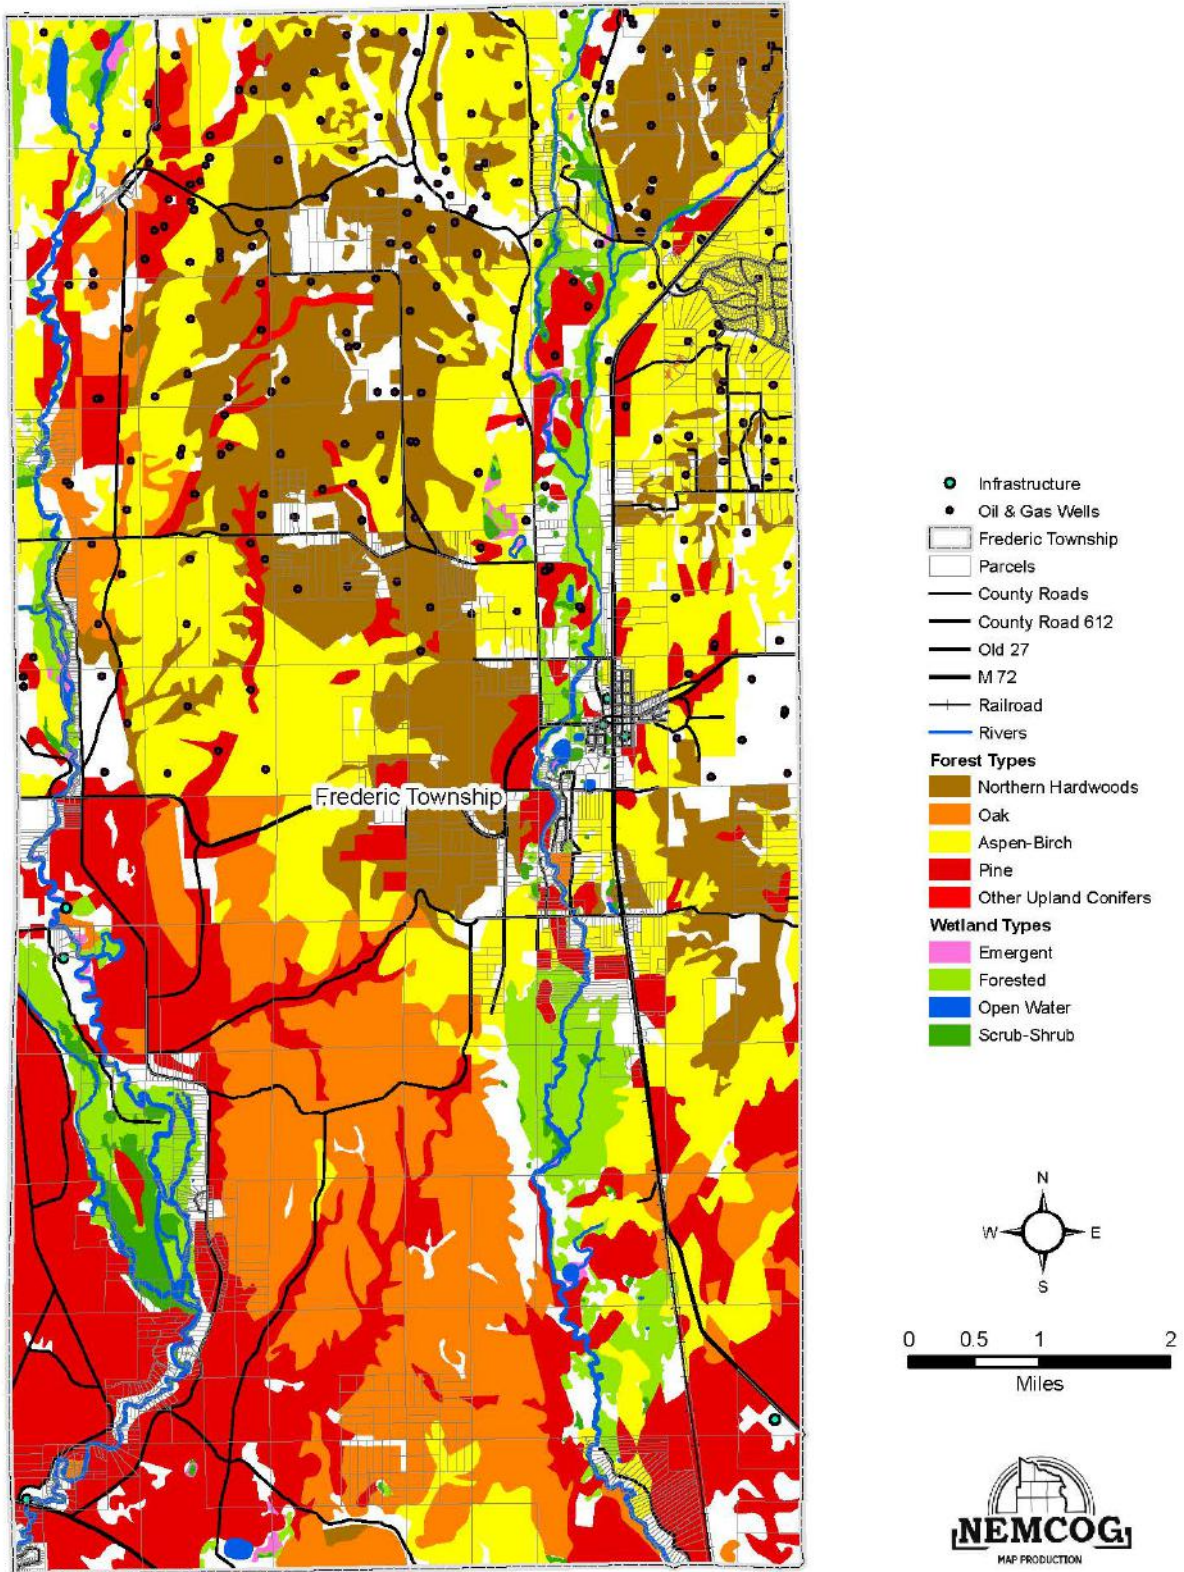 Frederic Township
Infrastructure
Oil & Gas Wells
Frederic Township
Parcels
County Roads
County Road 612
Old 27
M 72
Railroad
Rivers
Forest Types
Northern Hardwoods
Oak
Aspen-Birch
Pine
Other Upland Conifers
Wetland Types
Emergent
Forested
Open Water
Scrub-Shrub
N
W E
S
0 0.5 1 2
Miles
NEMCOG
MAP PRODUCTION